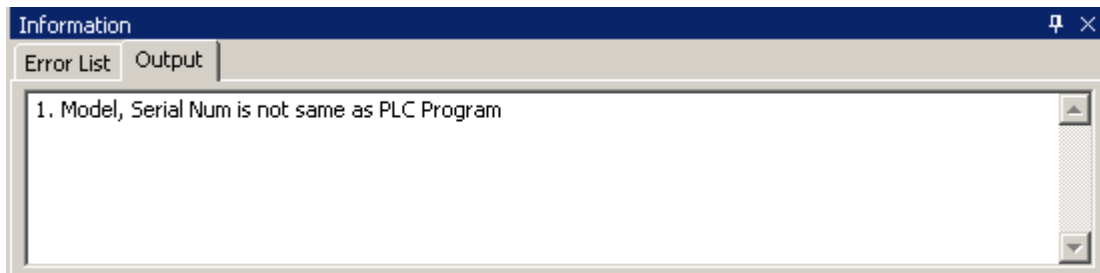 Information
Error List Output
1. Model, Serial Num is not same as PLC Program